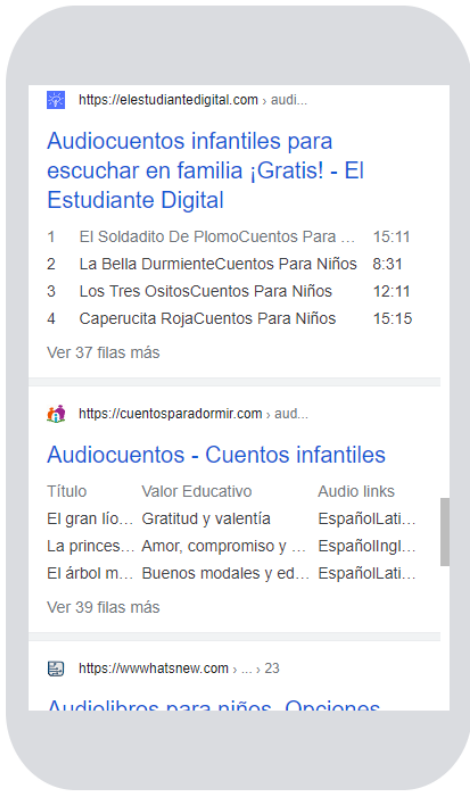 https://elestudiantedigital.com › audi...
Audiocuentos infantiles para
escuchar en familia ¡Gratis! - El
Estudiante Digital
1 El Soldadito De PlomoCuentos Para ... 15:11
2 La Bella DurmienteCuentos Para Niños 8:31
3 Los Tres OsitosCuentos Para Niños 12:11
4 Caperucita RojaCuentos Para Niños 15:15
Ver 37 filas más
https://cuentosparadormir.com › aud...
Audiocuentos - Cuentos infantiles
Título Valor Educativo Audio links
El gran lío... Gratitud y valentía EspañolLati...
La princes... Amor, compromiso y ... EspañolIngl...
El árbol m... Buenos modales y ed... EspañolLati...
Ver 39 filas más
https://wwwhatsnew.com › ... › 23
Audiolibros para niños. Opciones